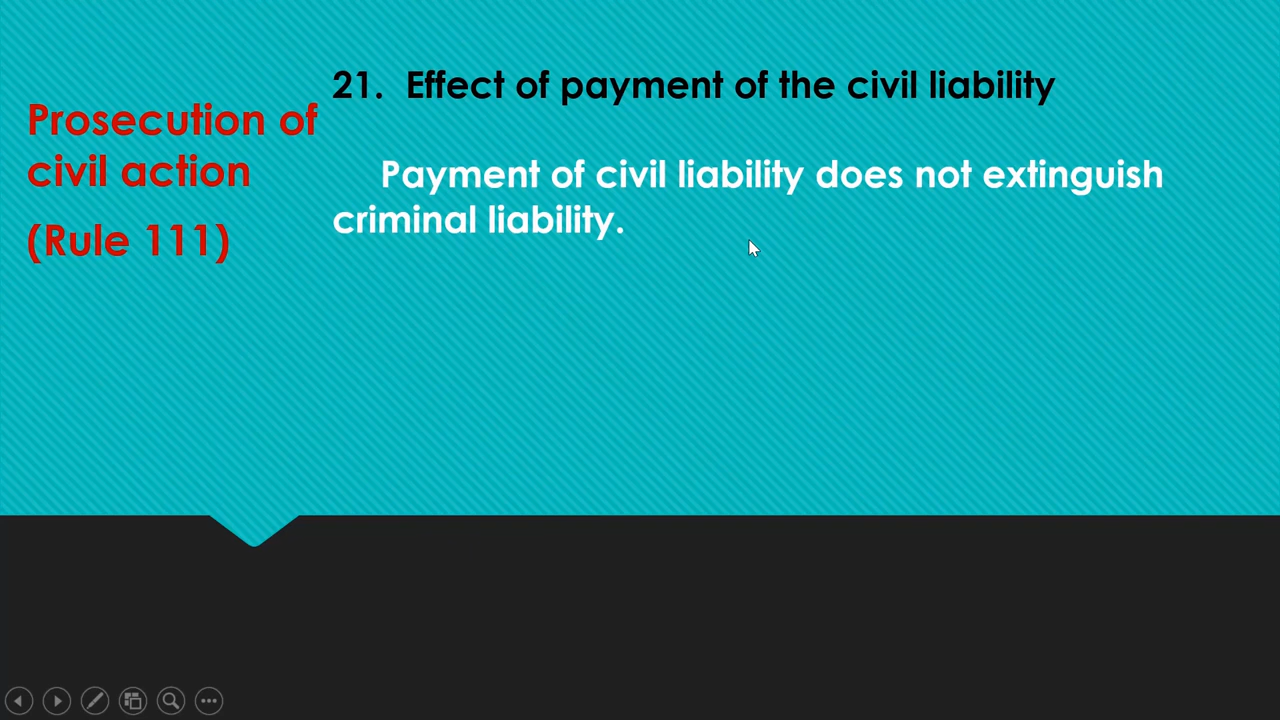 Prosecution of
civil action
(Rule 111)
21. Effect of payment of the civil liability
Payment of civil liability does not extinguish
criminal liability.